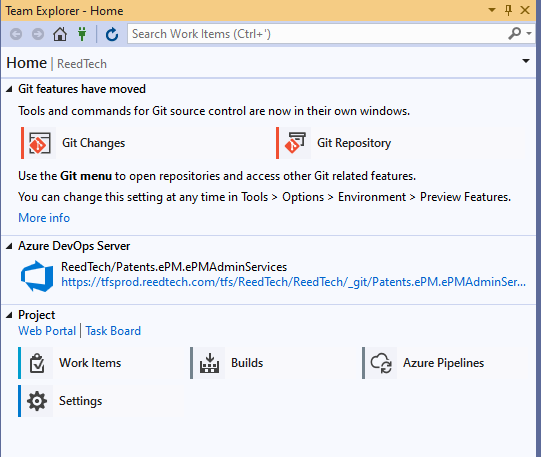 Team Explorer - Home
Search Work Items (Ctrl+')
Home | ReedTech
Git features have moved
Tools and commands for Git source control are now in their own windows.
Git Changes
Git Repository
Use the Git menu to open repositories and access other Git related features.
You can change this setting at any time in Tools > Options > Environment > Preview Features.
More info
Azure DevOps Server
ReedTech/Patents.ePM.ePMAdminServices
https://tfsprod.reedtech.com/tfs/ReedTech/ReedTech/_git/Patents.ePM.ePMAdminSer...
Project
Web Portal | Task Board
Work Items
Builds
Azure Pipelines
Settings